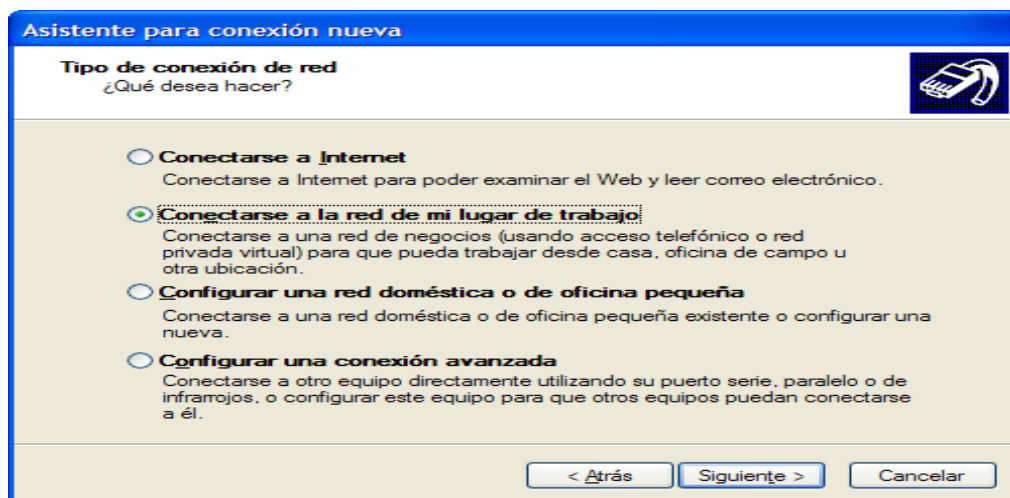 Asistente para conexión nueva
Tipo de conexión de red
¿Qué desea hacer?
Conectarse a Internet
Conectarse a Internet para poder examinar el Web y leer correo electrónico.
Conectarse a la red de mi lugar de trabajo
Conectarse a una red de negocios (usando acceso telefónico o red
privada virtual) para que pueda trabajar desde casa, oficina de campo u
otra ubicación.
Configurar una red doméstica o de oficina pequeña
Conectarse a una red doméstica o de oficina pequeña existente o configurar una
nueva.
Configurar una conexión avanzada
Conectarse a otro equipo directamente utilizando su puerto serie, paralelo o de
infrarrojos, o configurar este equipo para que otros equipos puedan conectarse
a él.
< Atrás Siguiente > Cancelar